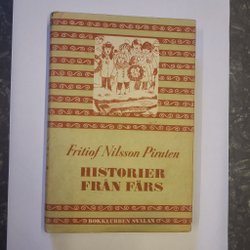 Fritiof Nilsson Piraten
HISTORIER
FRÅN FÄRS
BOKKLUBBEN SVALAN